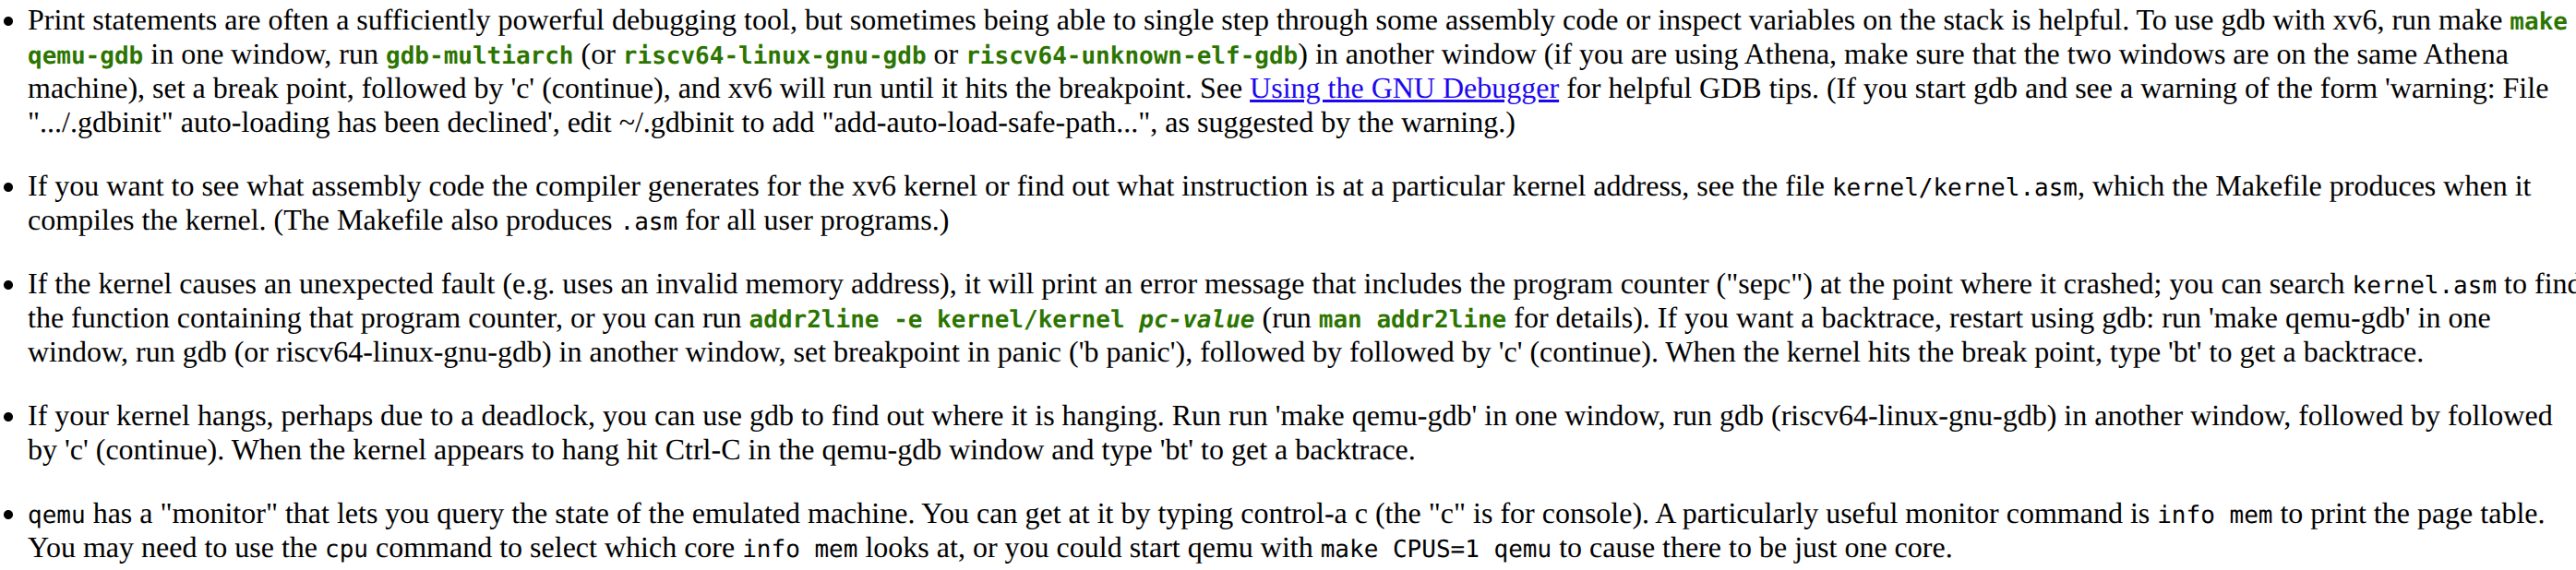 • Print statements are often a sufficiently powerful debugging tool, but sometimes being able to single step through some assembly code or inspect variables on the stack is helpful. To use gdb with xv6, run make make
qemu-gdb in one window, run gdb-multiarch (or riscv64-linux-gnu-gdb or riscv64-unknown-elf-gdb) in another window (if you are using Athena, make sure that the two windows are on the same Athena
machine), set a break point, followed by 'c' (continue), and xv6 will run until it hits the breakpoint. See Using the GNU Debugger for helpful GDB tips. (If you start gdb and see a warning of the form 'warning: File
".../.gdbinit" auto-loading has been declined', edit ~/.gdbinit to add "add-auto-load-safe-path...", as suggested by the warning.)
• If you want to see what assembly code the compiler generates for the xv6 kernel or find out what instruction is at a particular kernel address, see the file kernel/kernel.asm, which the Makefile produces when it
compiles the kernel. (The Makefile also produces .asm for all user programs.)
• If the kernel causes an unexpected fault (e.g. uses an invalid memory address), it will print an error message that includes the program counter ("sepc") at the point where it crashed; you can search kernel.asm to find
the function containing that program counter, or you can run addr2line -e kernel/kernel pc-value (run man addr2line for details). If you want a backtrace, restart using gdb: run 'make qemu-gdb' in one
window, run gdb (or riscv64-linux-gnu-gdb) in another window, set breakpoint in panic ('b panic'), followed by followed by 'c' (continue). When the kernel hits the break point, type 'bt' to get a backtrace.
• If your kernel hangs, perhaps due to a deadlock, you can use gdb to find out where it is hanging. Run run 'make qemu-gdb' in one window, run gdb (riscv64-linux-gnu-gdb) in another window, followed by followed
by 'c' (continue). When the kernel appears to hang hit Ctrl-C in the qemu-gdb window and type 'bt' to get a backtrace.
• qemu has a "monitor" that lets you query the state of the emulated machine. You can get at it by typing control-a c (the "c" is for console). A particularly useful monitor command is info mem to print the page table.
You may need to use the cpu command to select which core info mem looks at, or you could start qemu with make CPUS=1 qemu to cause there to be just one core.